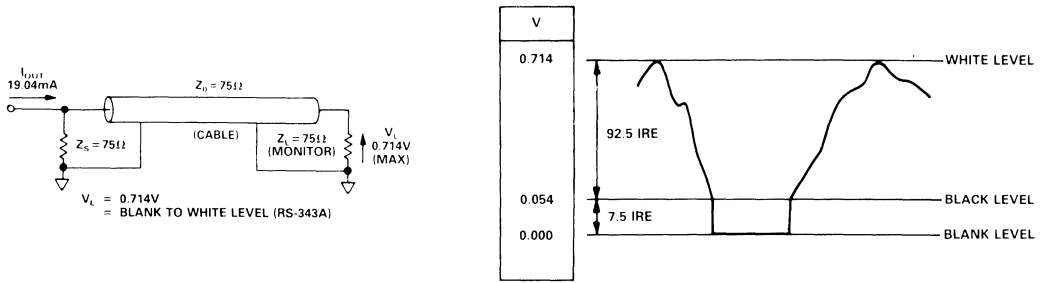 I_OUT
19.04mA
Z_0 = 75Ω
Z_S = 75Ω
(CABLE)
Z_L = 75Ω
(MONITOR)
V_L
0.714V
(MAX)
V_L = 0.714V
= BLANK TO WHITE LEVEL (RS-343A)
V
0.714
0.054
0.000
92.5 IRE
7.5 IRE
WHITE LEVEL
BLACK LEVEL
BLANK LEVEL